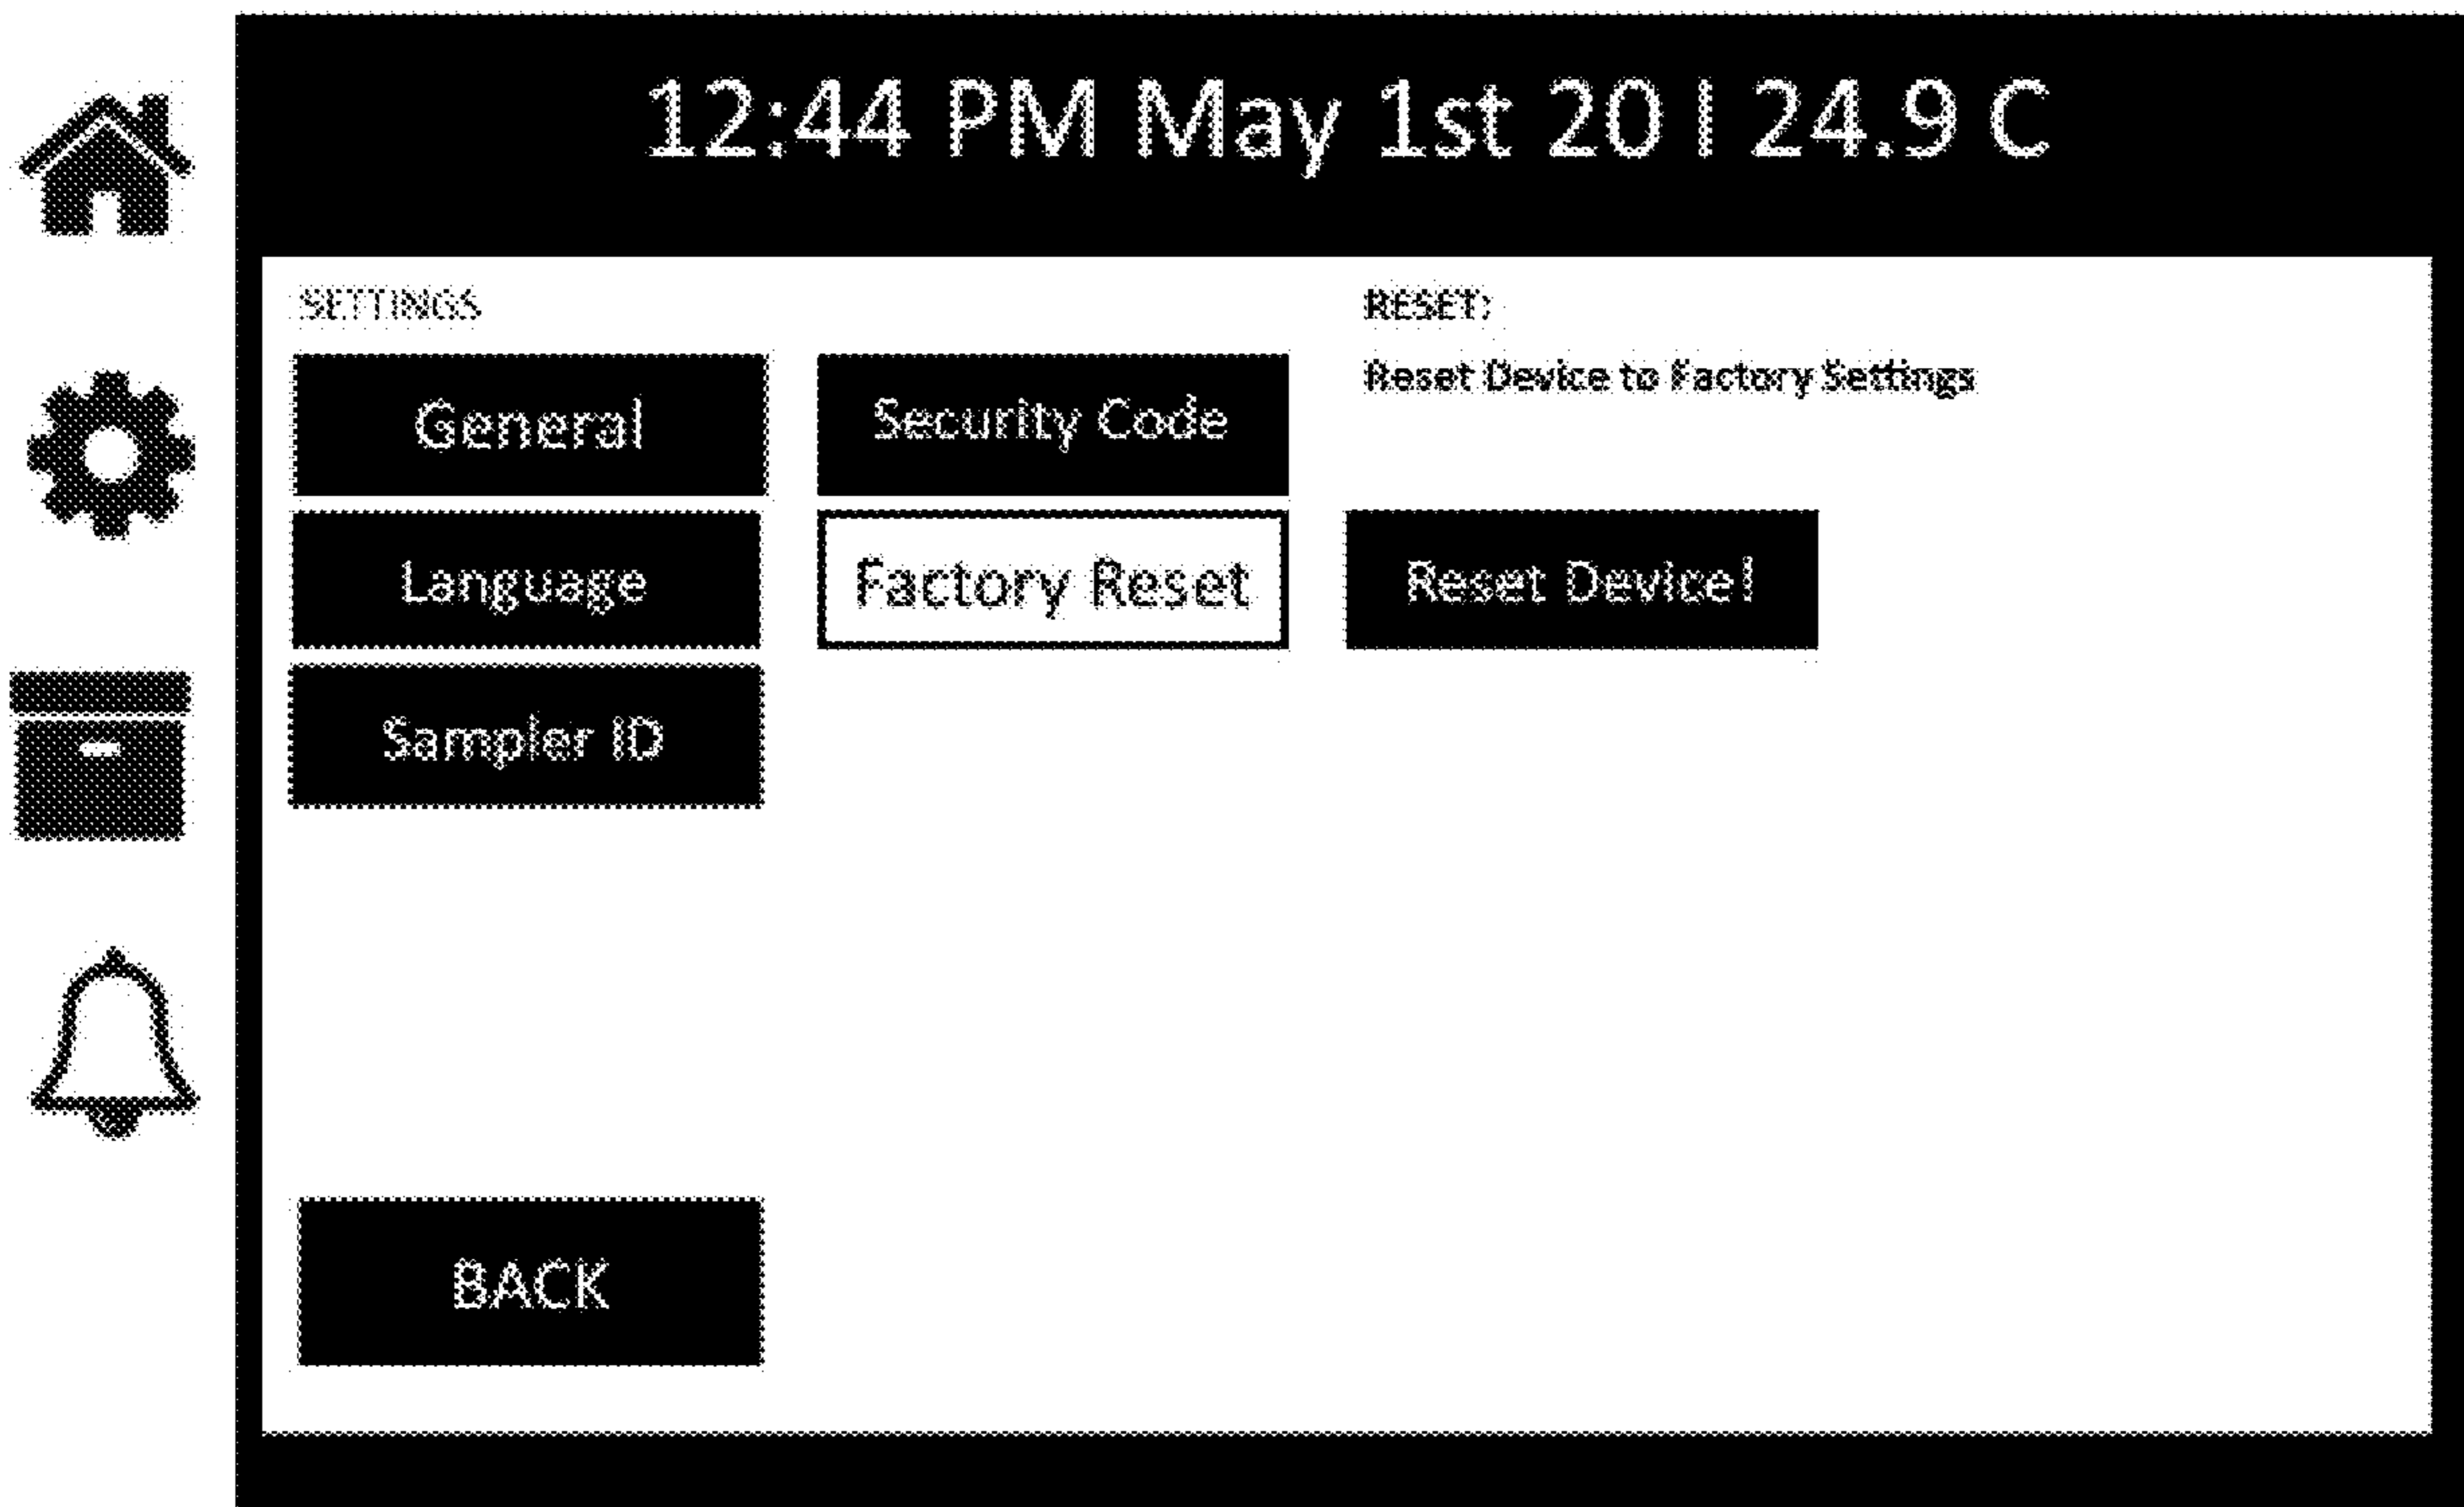 12:44 PM May 1st 20 | 24.9 C
SETTINGS
General
Security Code
Language
Factory Reset
Sampler ID
BACK
RESET:
Reset Device to Factory Settings
Reset Device!